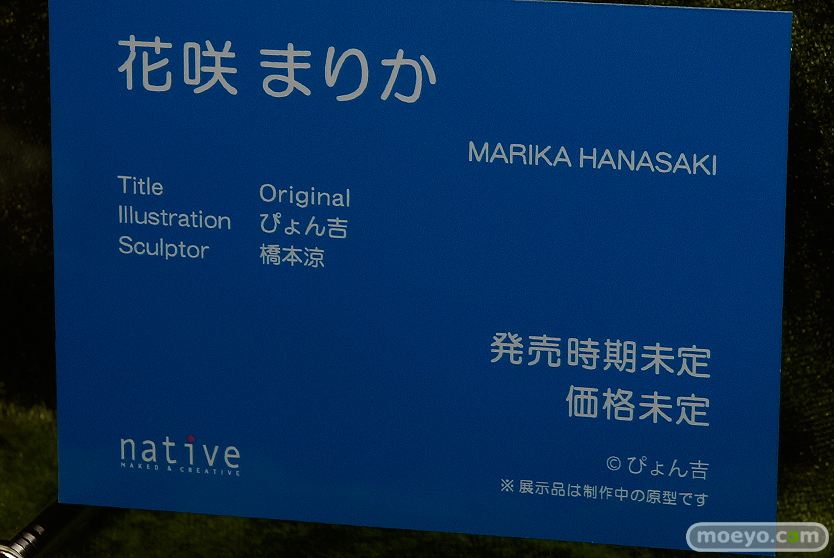 花咲 まりか
MARIKA HANASAKI
Title Original
Illustration ぴょん吉
Sculptor 橋本涼
発売時期未定
価格未定
native
MAKED & CREATIVE
© ぴょん吉
※ 展示品は制作中の原型です
moeyo.com